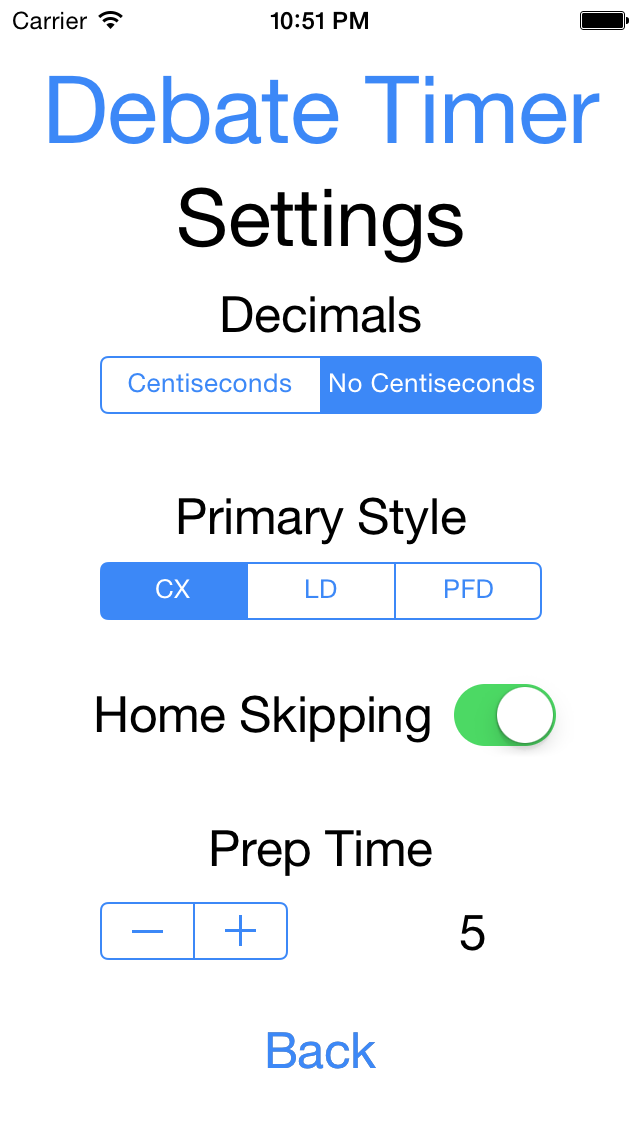 Carrier 10:51 PM
Debate Timer
Settings
Decimals
Centiseconds No Centiseconds
Primary Style
CX LD PFD
Home Skipping
Prep Time
− + 5
Back